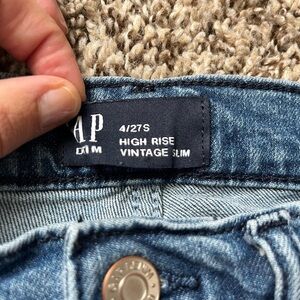 AP
4/27S
HIGH RISE
VINTAGE SLIM